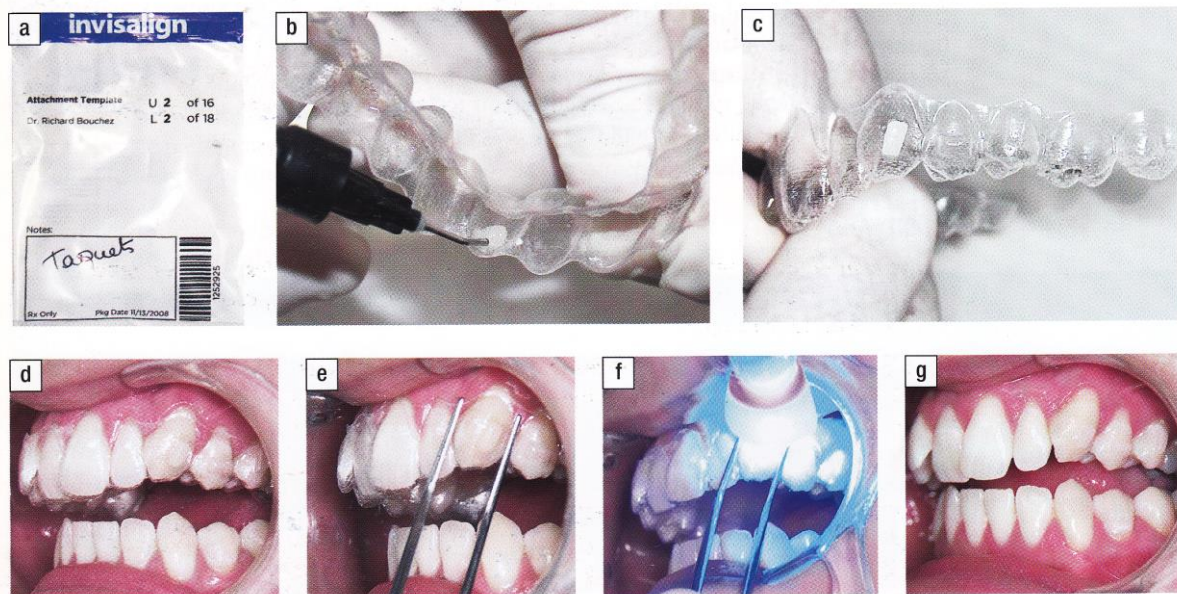 a
invisalign
Attachment Template U 2 of 16
Dr. Richard Bouchez L 2 of 18
Notes:
Taquets
1252925
Rx Only Pkg Date 11/13/2008
b
c
d
e
f
g